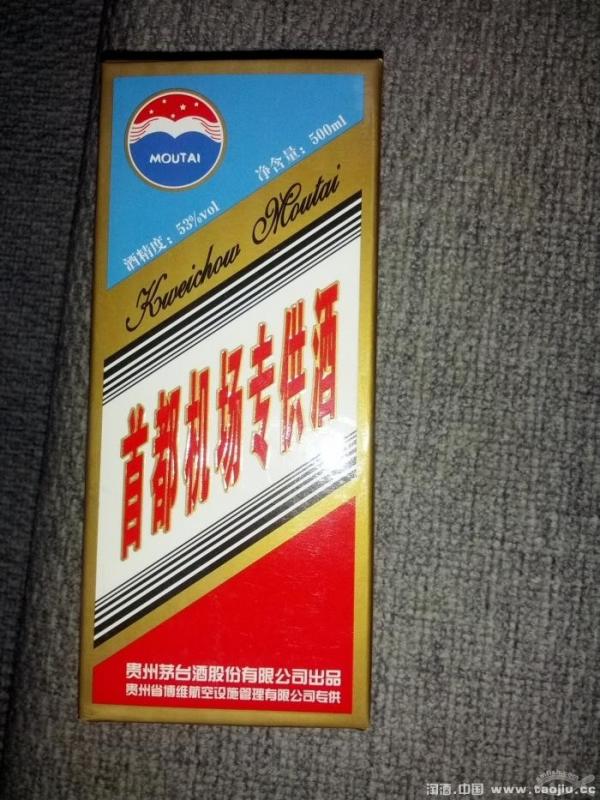 MOUTAI
净含量：500ml
酒精度：53%vol
Kweichow Moutai
首都机场专供酒
贵州茅台酒股份有限公司出品
贵州省博维航空设施管理有限公司专供
淘酒.中国 www.taojiu.cc